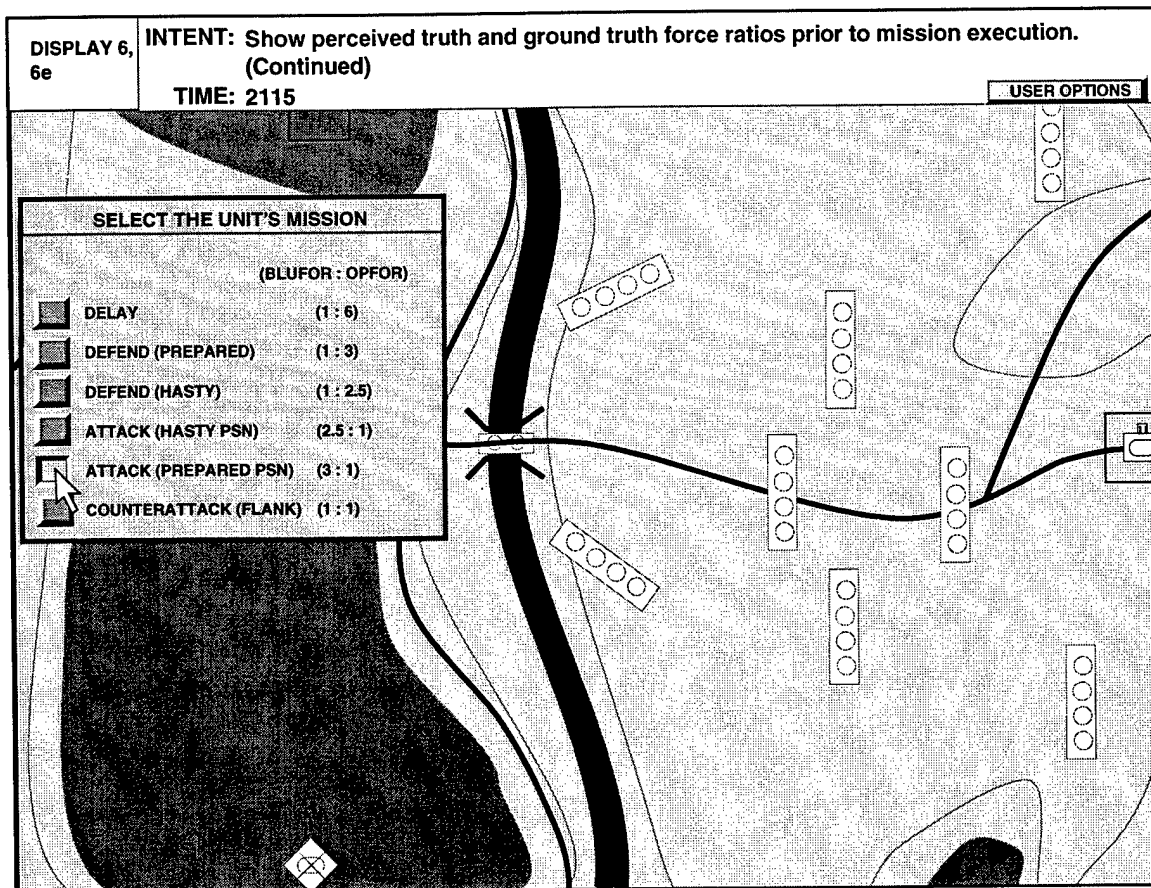 DISPLAY 6,
6e
INTENT: Show perceived truth and ground truth force ratios prior to mission execution.
(Continued)
TIME: 2115
USER OPTIONS
SELECT THE UNIT'S MISSION
(BLUFOR : OPFOR)
DELAY (1 : 6)
DEFEND (PREPARED) (1 : 3)
DEFEND (HASTY) (1 : 2.5)
ATTACK (HASTY PSN) (2.5 : 1)
ATTACK (PREPARED PSN) (3 : 1)
COUNTERATTACK (FLANK) (1 : 1)